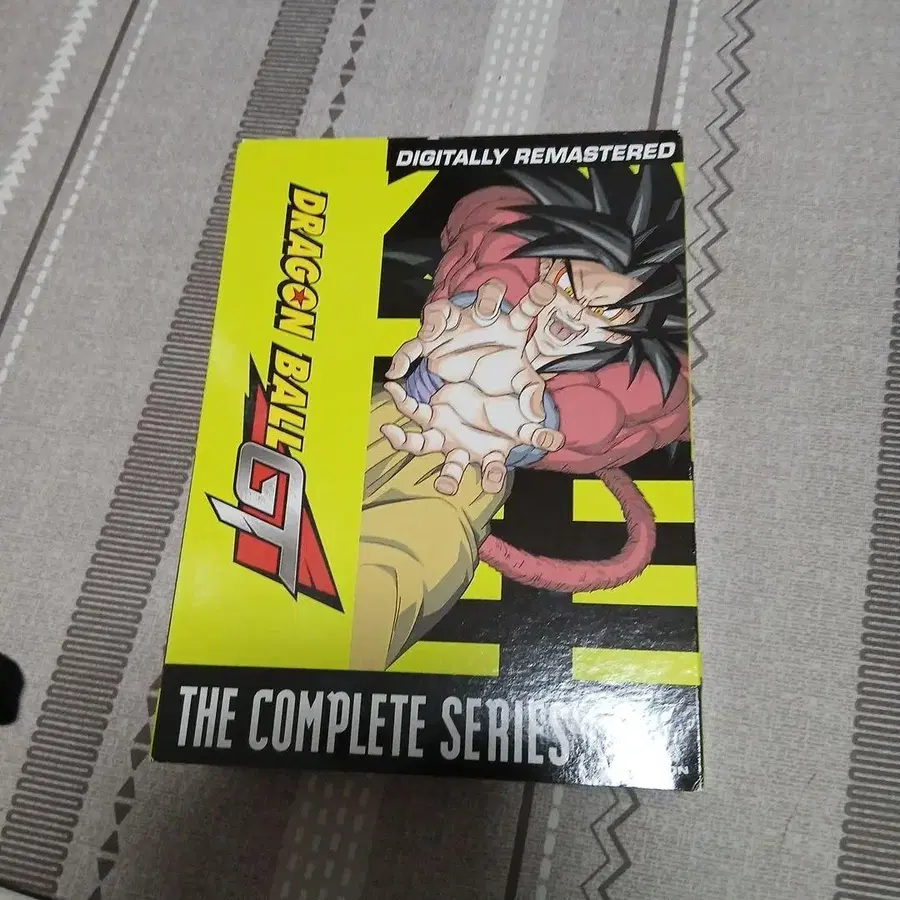 DIGITALLY REMASTERED
DRAGON BALL
GT
THE COMPLETE SERIES